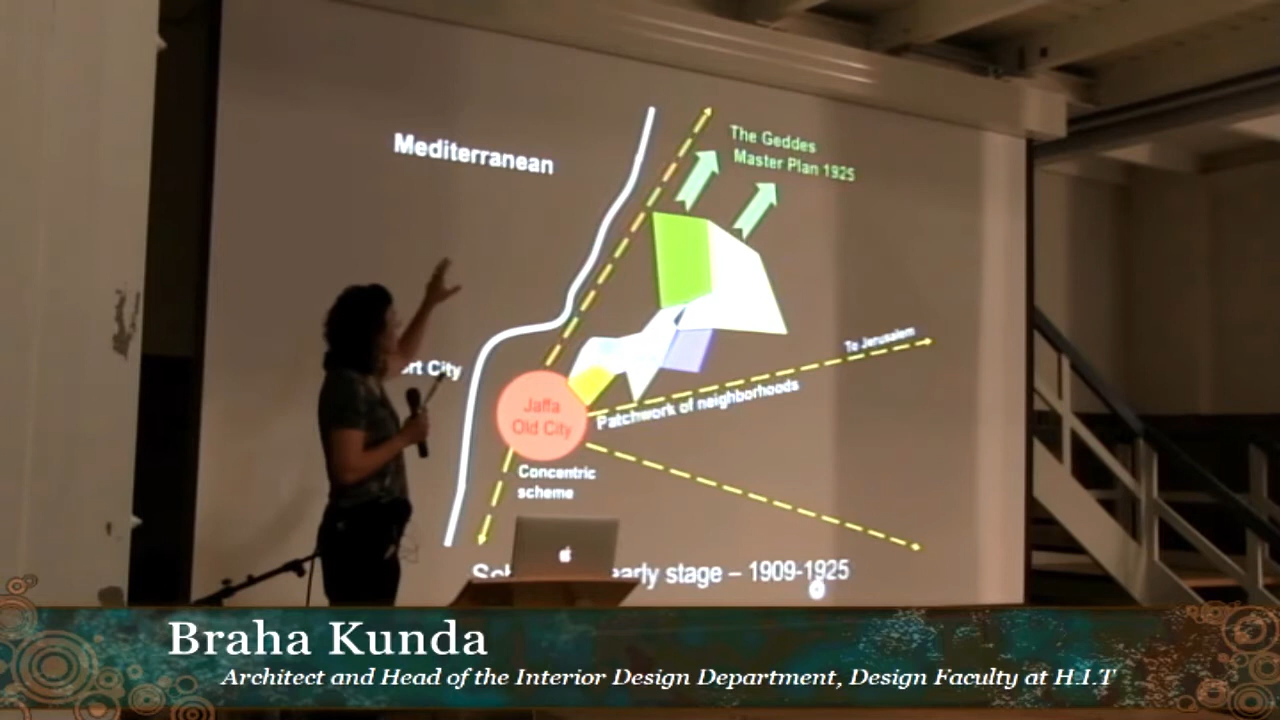 Mediterranean
The Geddes
Master Plan 1925
To Jerusalem
City
Jaffa
Old City
Patchwork of neighborhoods
Concentric
scheme
early stage – 1909-1925
Braha Kunda
Architect and Head of the Interior Design Department, Design Faculty at H.I.T